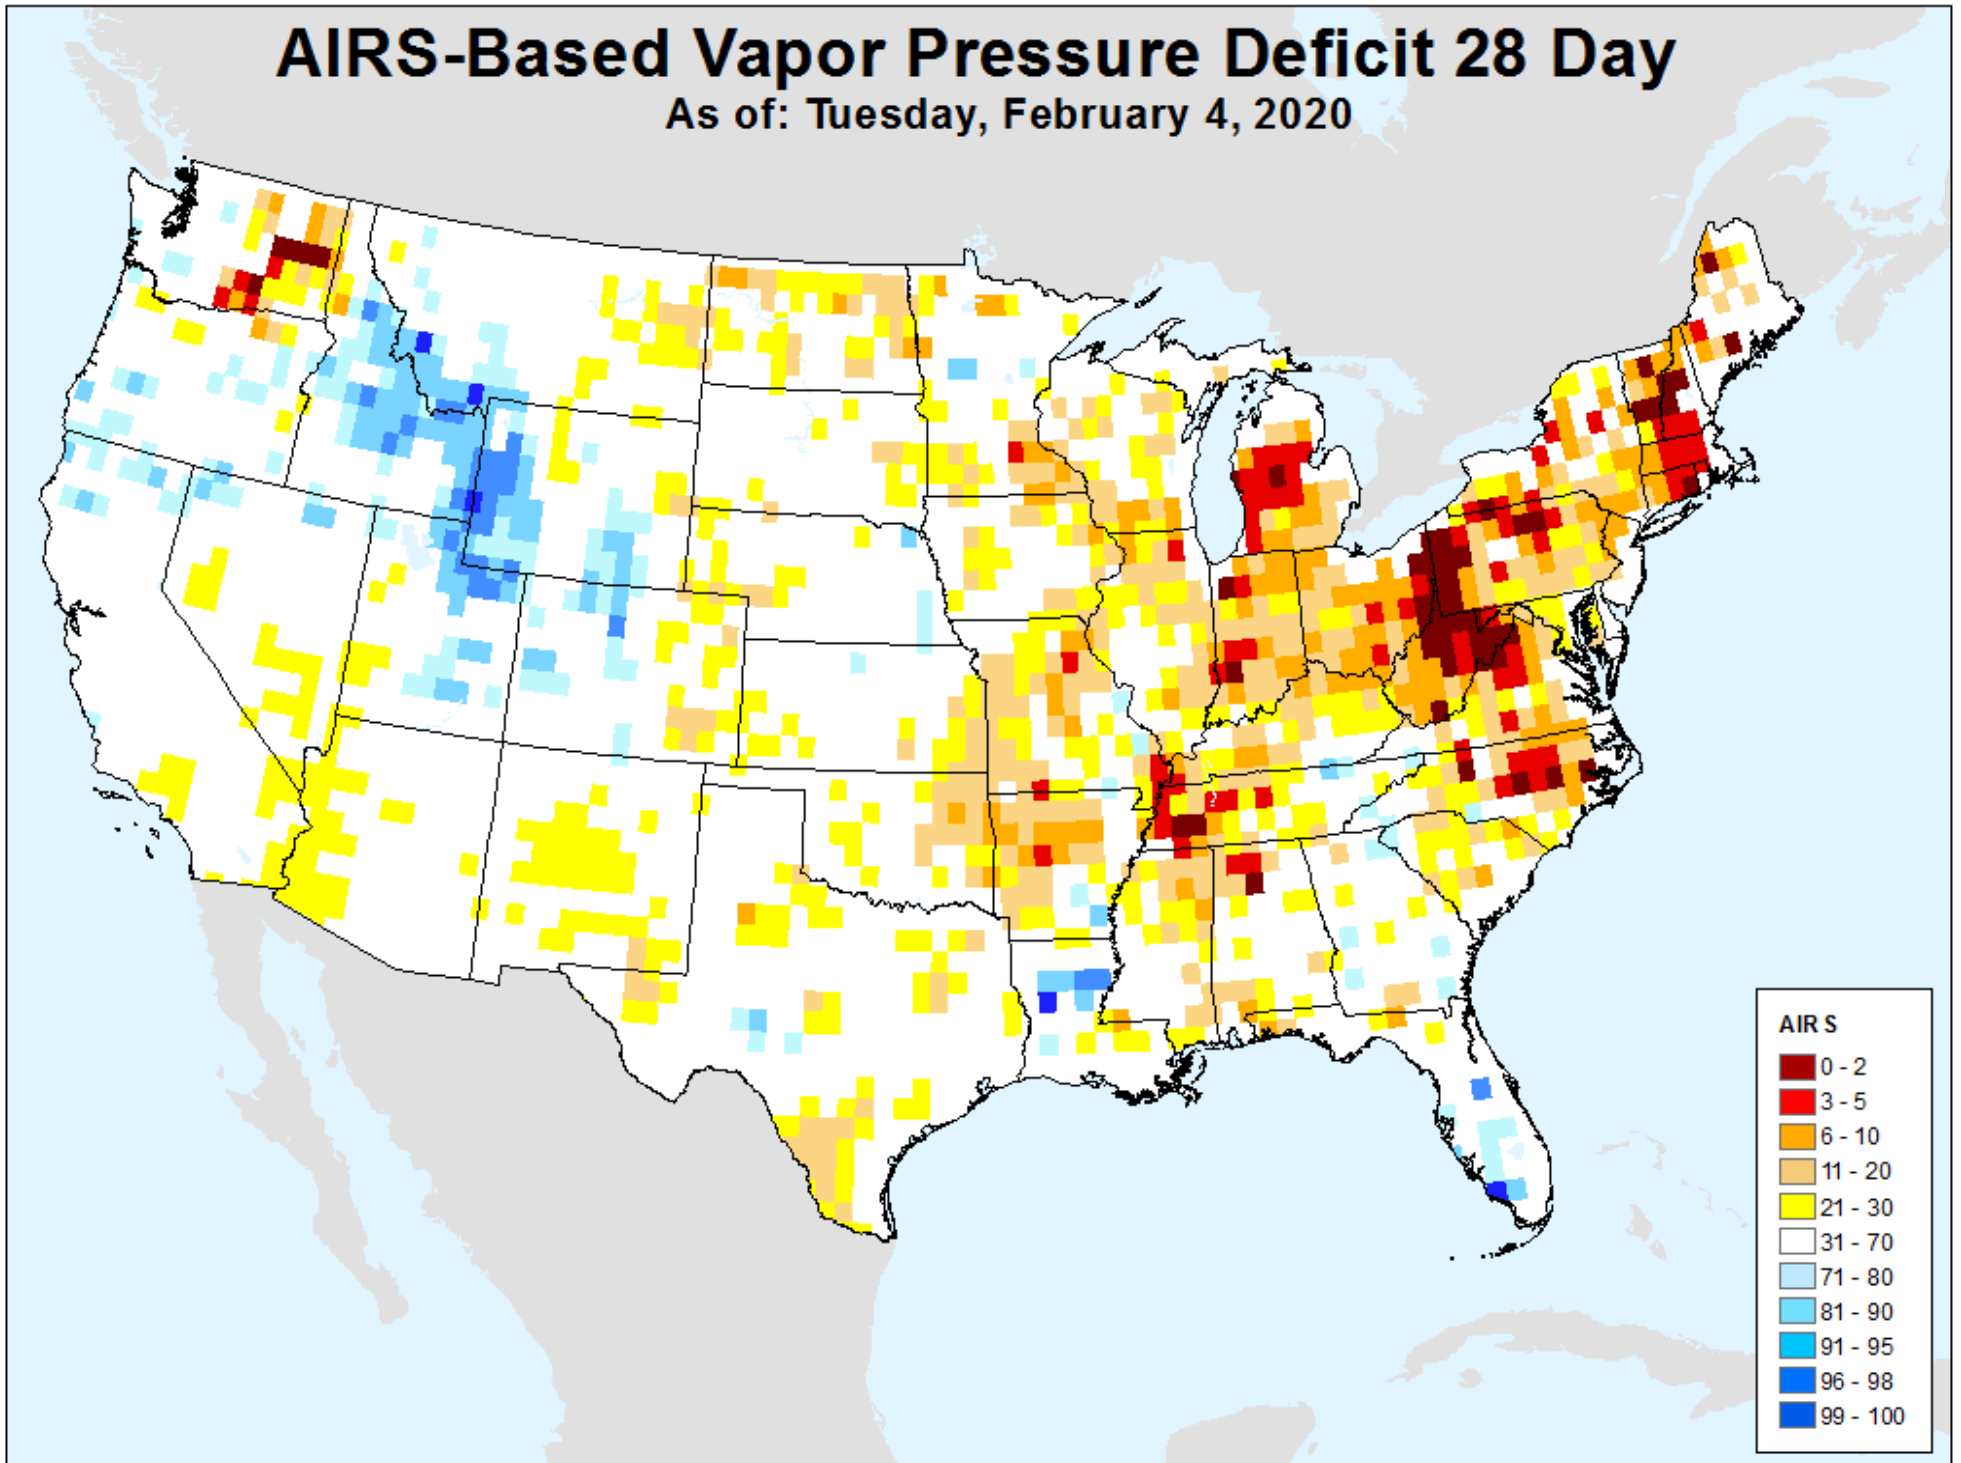 AIRS-Based Vapor Pressure Deficit 28 Day
As of: Tuesday, February 4, 2020
AIRS
0 - 2
3 - 5
6 - 10
11 - 20
21 - 30
31 - 70
71 - 80
81 - 90
91 - 95
96 - 98
99 - 100